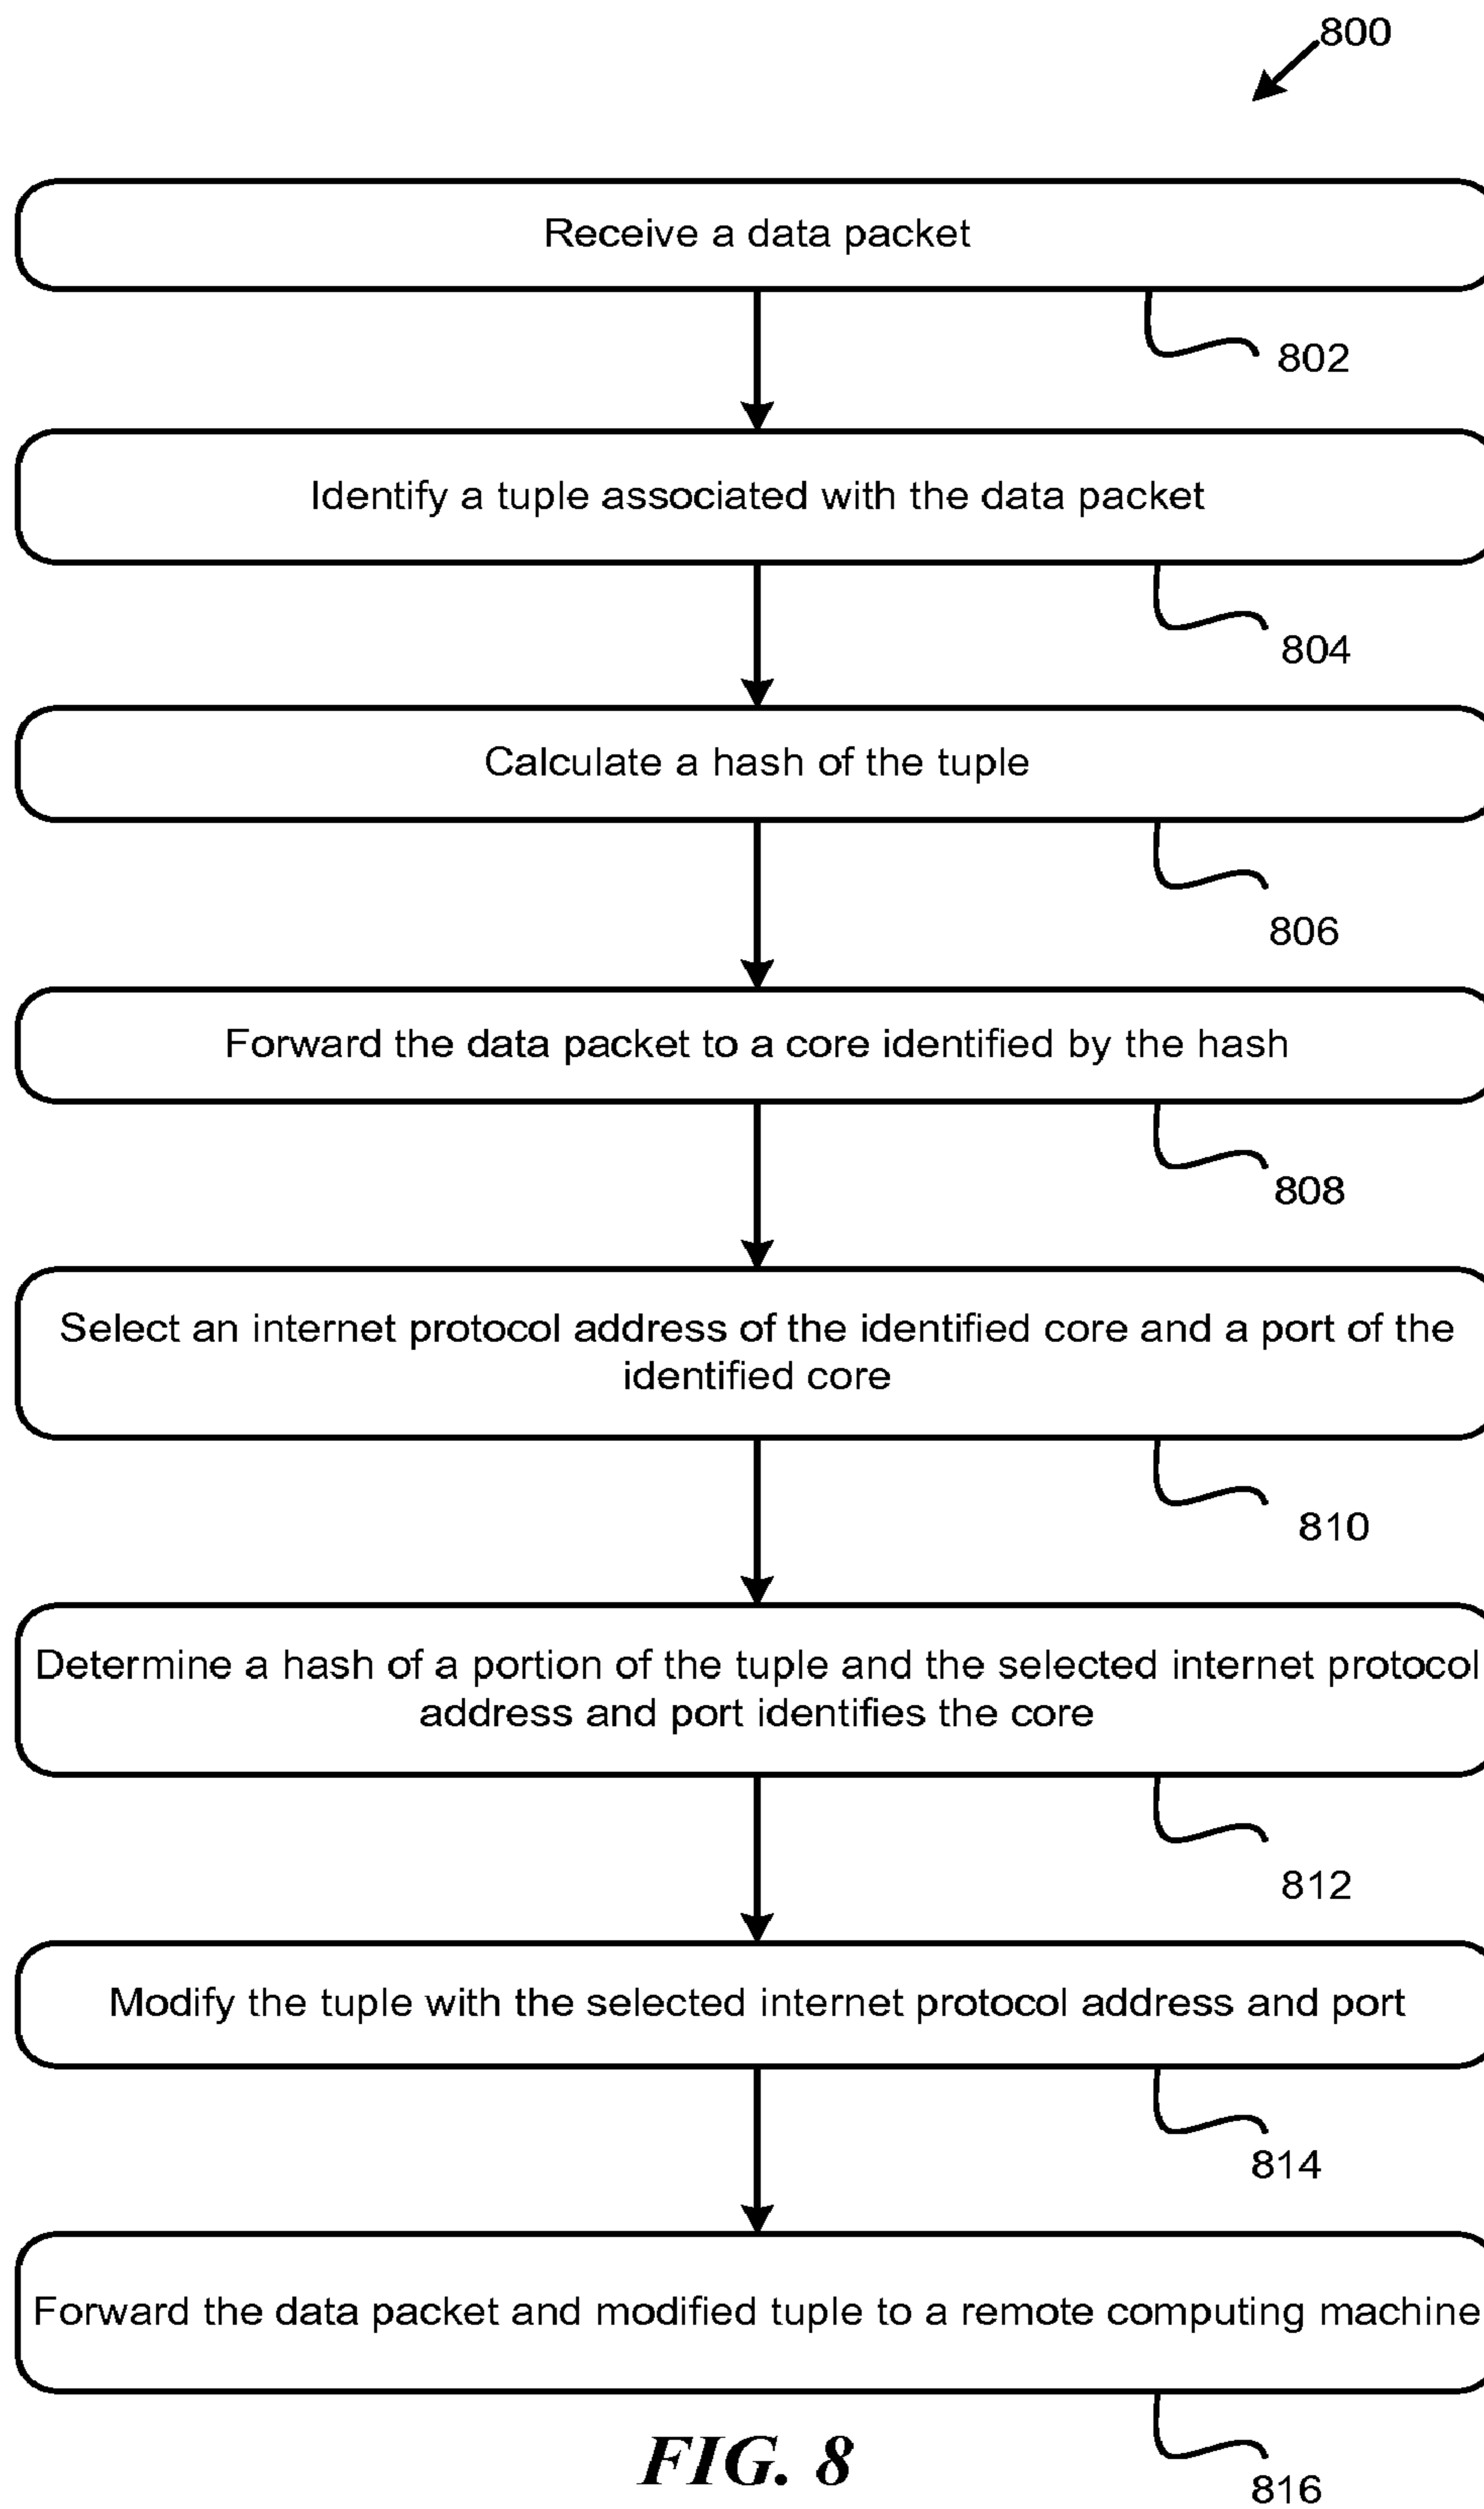 800
Receive a data packet
802
Identify a tuple associated with the data packet
804
Calculate a hash of the tuple
806
Forward the data packet to a core identified by the hash
808
Select an internet protocol address of the identified core and a port of the
identified core
810
Determine a hash of a portion of the tuple and the selected internet protocol
address and port identifies the core
812
Modify the tuple with the selected internet protocol address and port
814
Forward the data packet and modified tuple to a remote computing machine
816
FIG. 8